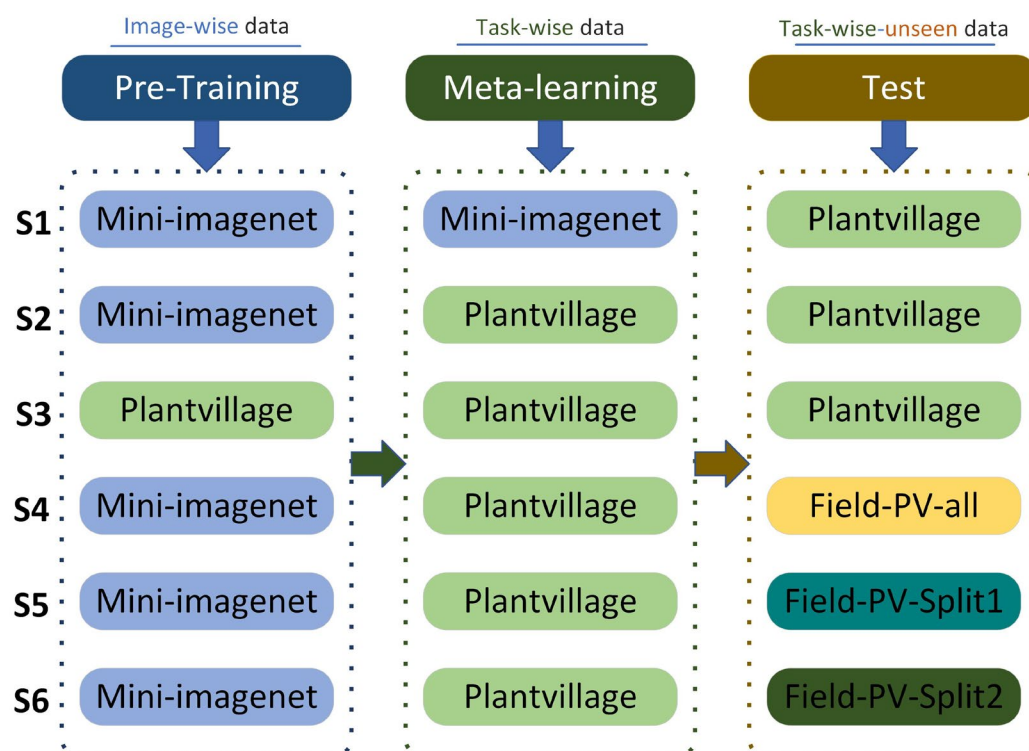 Image-wise data Task-wise data Task-wise-unseen data
Pre-Training Meta-learning Test
S1 Mini-imagenet Mini-imagenet Plantvillage
S2 Mini-imagenet Plantvillage Plantvillage
S3 Plantvillage Plantvillage Plantvillage
S4 Mini-imagenet Plantvillage Field-PV-all
S5 Mini-imagenet Plantvillage Field-PV-Split1
S6 Mini-imagenet Plantvillage Field-PV-Split2